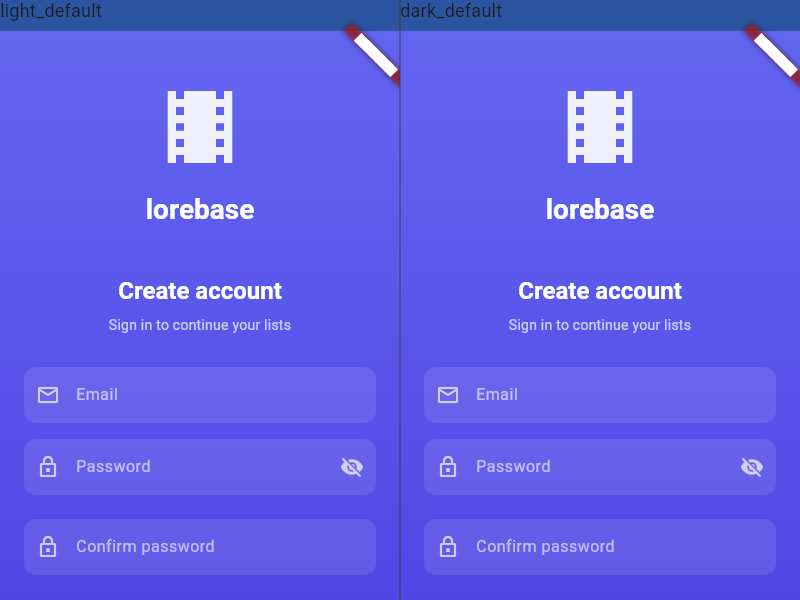 light_default
lorebase
Create account
Sign in to continue your lists
Email
Password
Confirm password
dark_default
lorebase
Create account
Sign in to continue your lists
Email
Password
Confirm password